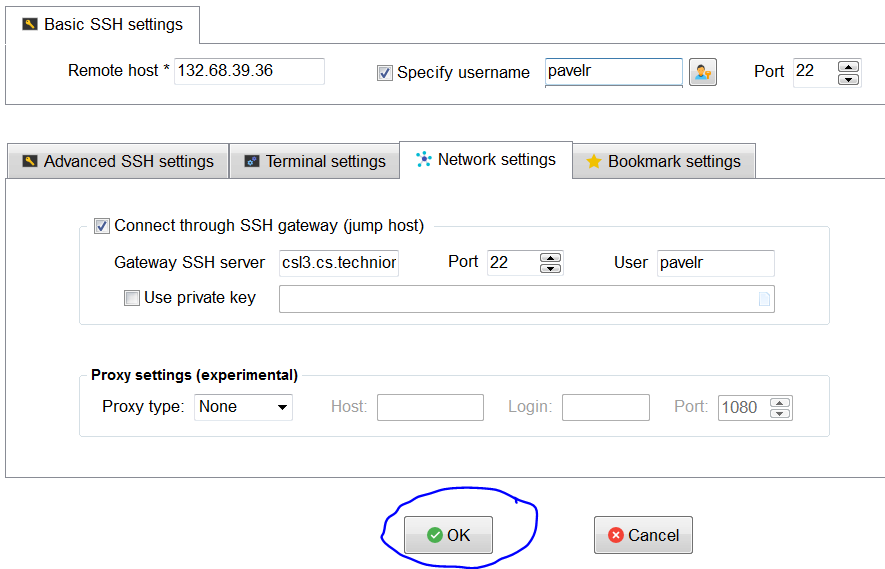 Basic SSH settings
Remote host * 132.68.39.36 Specify username pavelr Port 22
Advanced SSH settings Terminal settings Network settings Bookmark settings
Connect through SSH gateway (jump host)
Gateway SSH server csl3.cs.technior Port 22 User pavelr
Use private key
Proxy settings (experimental)
Proxy type: None Host: Login: Port: 1080
OK Cancel